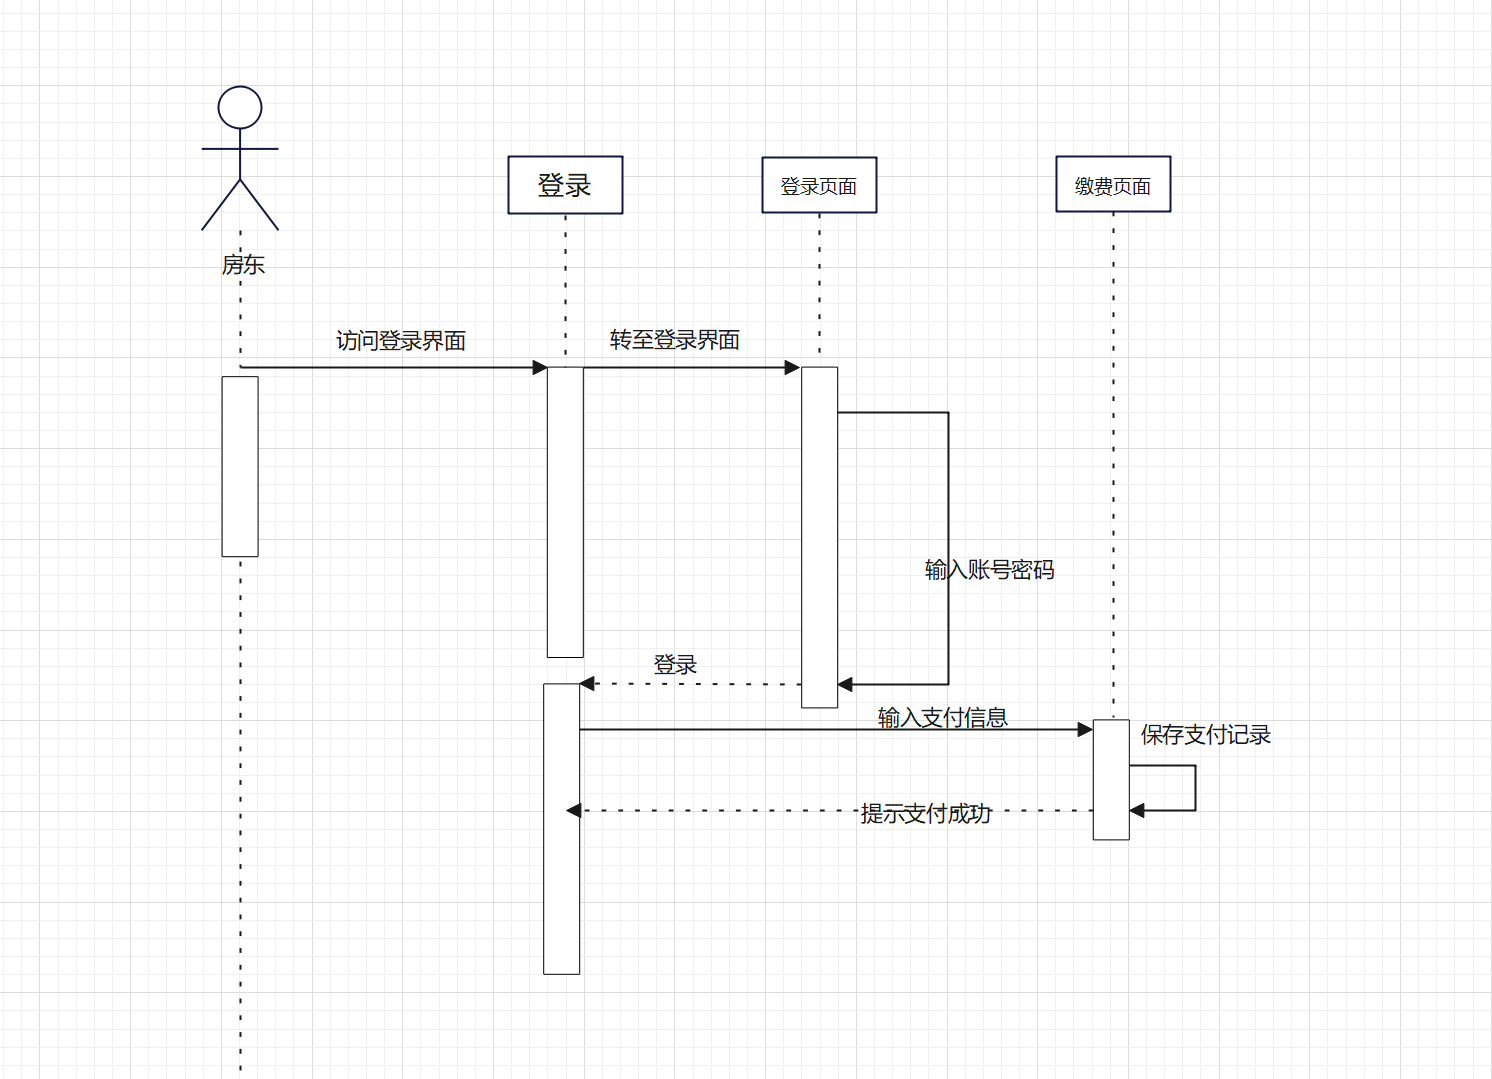 登录
登录页面
缴费页面
房东
访问登录界面
转至登录界面
输入账号密码
登录
输入支付信息
保存支付记录
提示支付成功